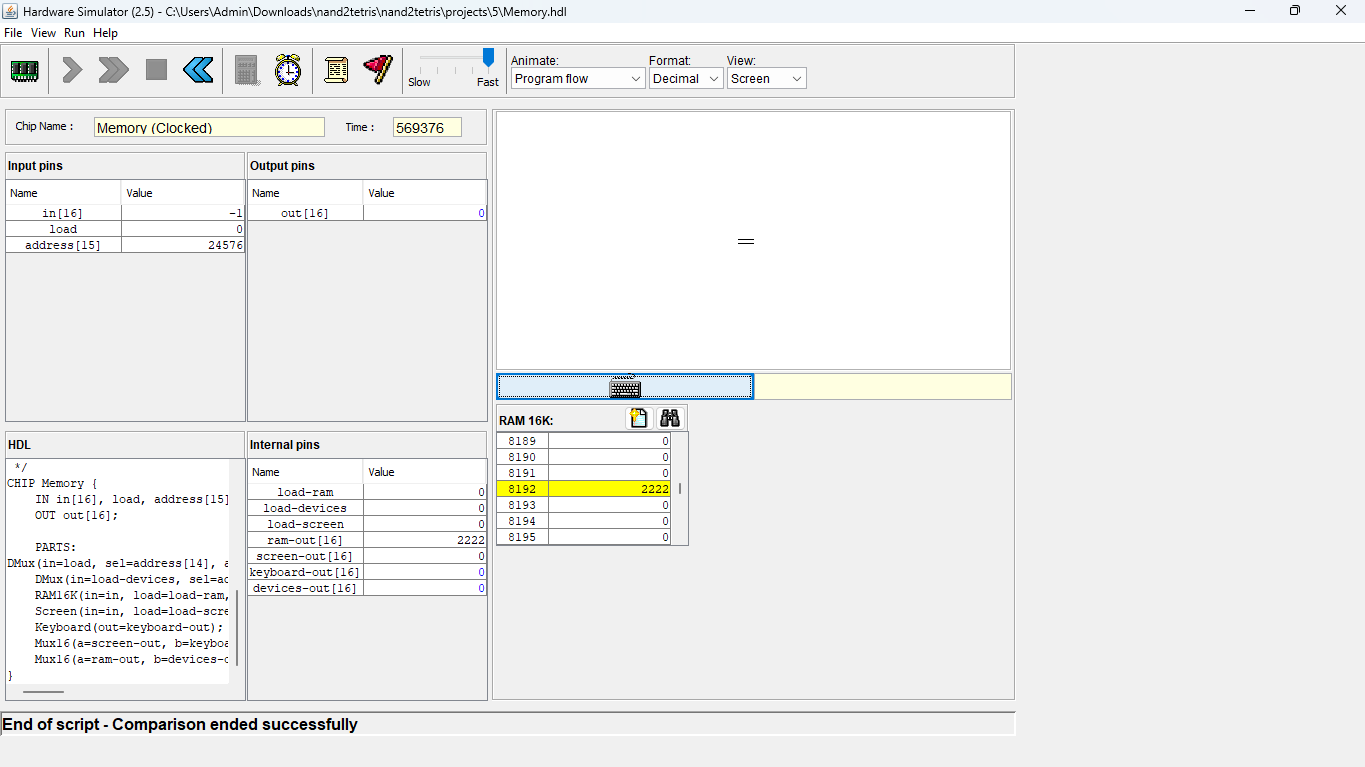 Hardware Simulator (2.5) - C:\Users\Admin\Downloads\nand2tetris\nand2tetris\projects\5\Memory.hdl
File View Run Help
Slow Fast
Animate: Format: View:
Program flow Decimal Screen
Chip Name : Memory (Clocked) Time : 569376
Input pins
Name Value
in[16] -1
load 0
address[15] 24576
Output pins
Name Value
out[16] 0
HDL
*/
CHIP Memory {
IN in[16], load, address[15]
OUT out[16];
PARTS:
DMux(in=load, sel=address[14], a
DMux(in=load-devices, sel=ad
RAM16K(in=in, load=load-ram,
Screen(in=in, load=load-scre
Keyboard(out=keyboard-out);
Mux16(a=screen-out, b=keyboa
Mux16(a=ram-out, b=devices-o
}
Internal pins
Name Value
load-ram 0
load-devices 0
load-screen 0
ram-out[16] 2222
screen-out[16] 0
keyboard-out[16] 0
devices-out[16] 0
RAM 16K:
8189 0
8190 0
8191 0
8192 2222
8193 0
8194 0
8195 0
End of script - Comparison ended successfully